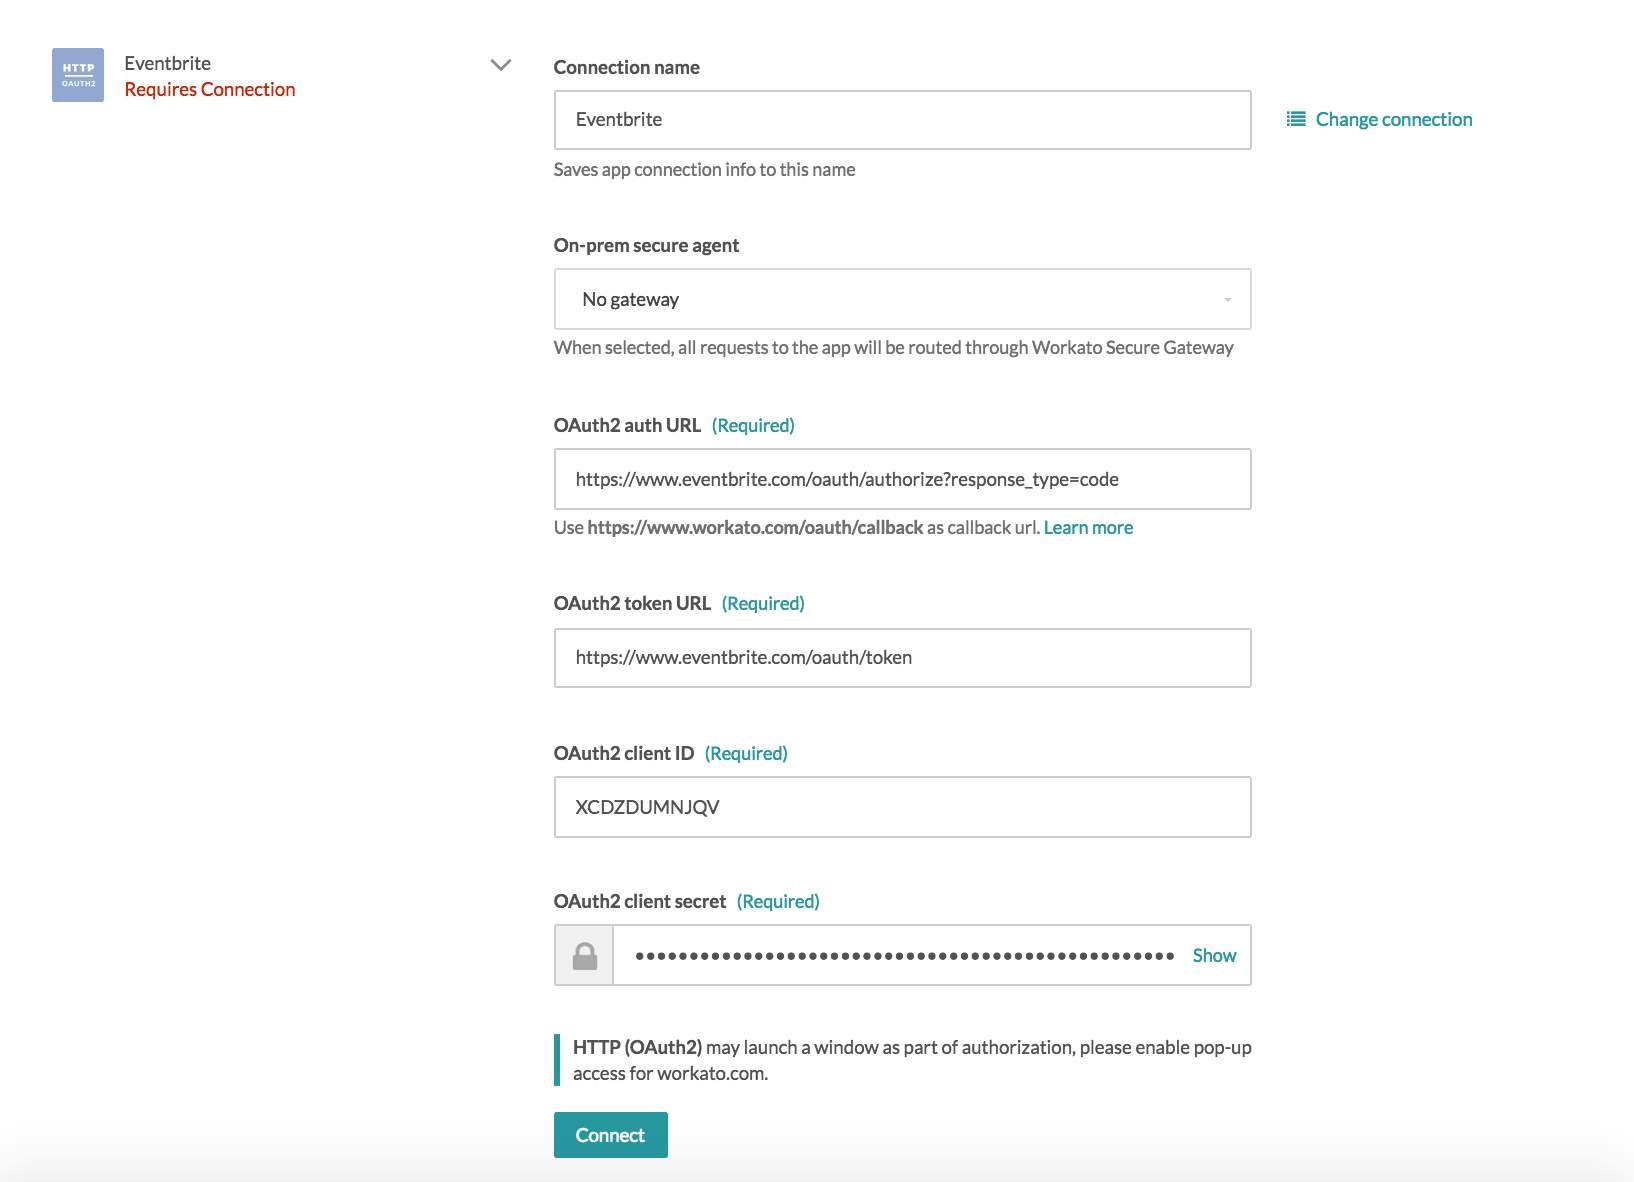 HTTP
OAUTH2
Eventbrite
Requires Connection
Connection name
Eventbrite
Change connection
Saves app connection info to this name
On-prem secure agent
No gateway
When selected, all requests to the app will be routed through Workato Secure Gateway
OAuth2 auth URL (Required)
https://www.eventbrite.com/oauth/authorize?response_type=code
Use https://www.workato.com/oauth/callback as callback url. Learn more
OAuth2 token URL (Required)
https://www.eventbrite.com/oauth/token
OAuth2 client ID (Required)
XCDZDUMNJQV
OAuth2 client secret (Required)
••••••••••••••••••••••••••••••••••••••••••••••••••
Show
HTTP (OAuth2) may launch a window as part of authorization, please enable pop-up
access for workato.com.
Connect